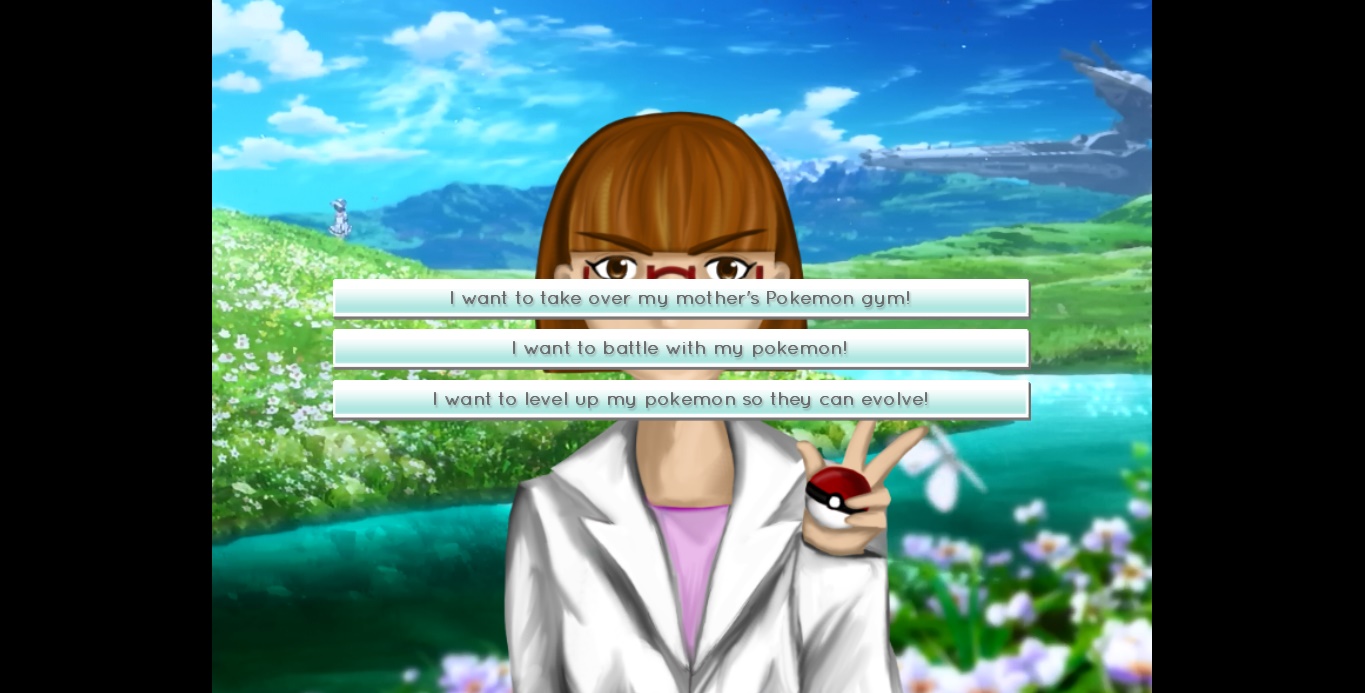 I want to take over my mother's Pokemon gym!
I want to battle with my pokemon!
I want to level up my pokemon so they can evolve!